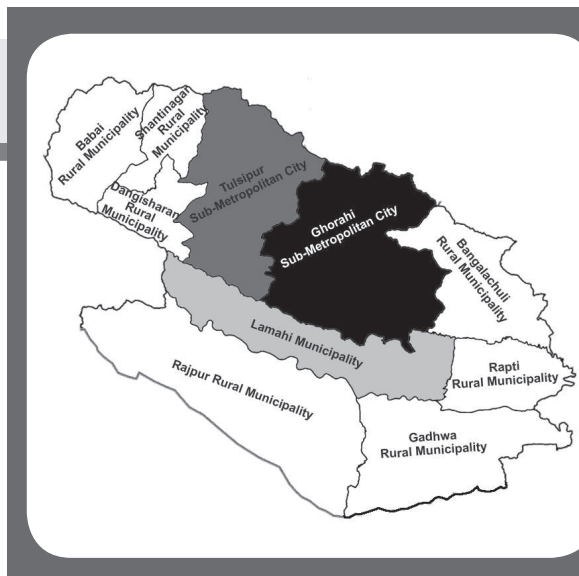 Babai
Rural Municipality
Shantinagar
Rural
Municipality
Dangisharan
Rural
Municipality
Tulsipur
Sub-Metropolitan City
Ghorahi
Sub-Metropolitan City
Bangalachuli
Rural Municipality
Lamahi Municipality
Rapti
Rural Municipality
Rajpur Rural Municipality
Gadhwa
Rural Municipality